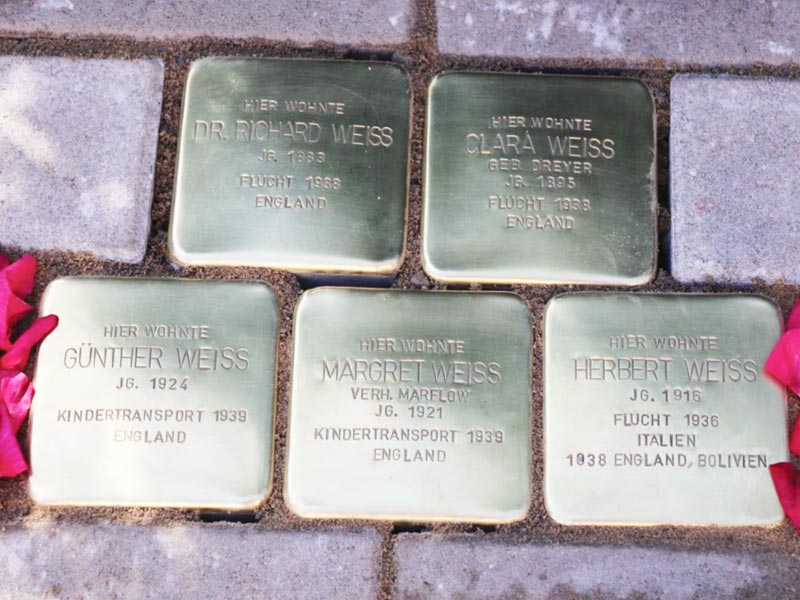 HIER WOHNTE
DR. RICHARD WEISS
JG. 1883
FLUCHT 1938
ENGLAND
HIER WOHNTE
CLARA WEISS
GEB. DREYER
JG. 1895
FLUCHT 1938
ENGLAND
HIER WOHNTE
GÜNTHER WEISS
JG. 1924
KINDERTRANSPORT 1939
ENGLAND
HIER WOHNTE
MARGRET WEISS
VERH. MARFLOW
JG. 1921
KINDERTRANSPORT 1939
ENGLAND
HIER WOHNTE
HERBERT WEISS
JG. 1916
FLUCHT 1936
ITALIEN
1938 ENGLAND, BOLIVIEN